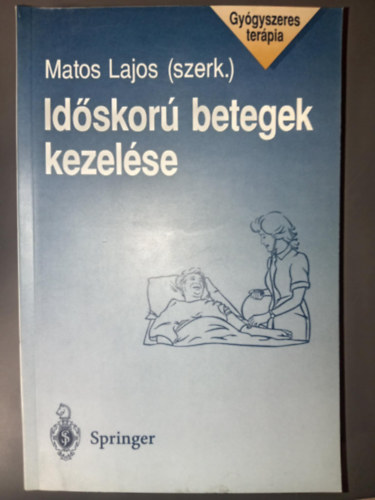 Gyógyszeres
terápia
Matos Lajos (szerk.)
Időskorú betegek
kezelése
Springer